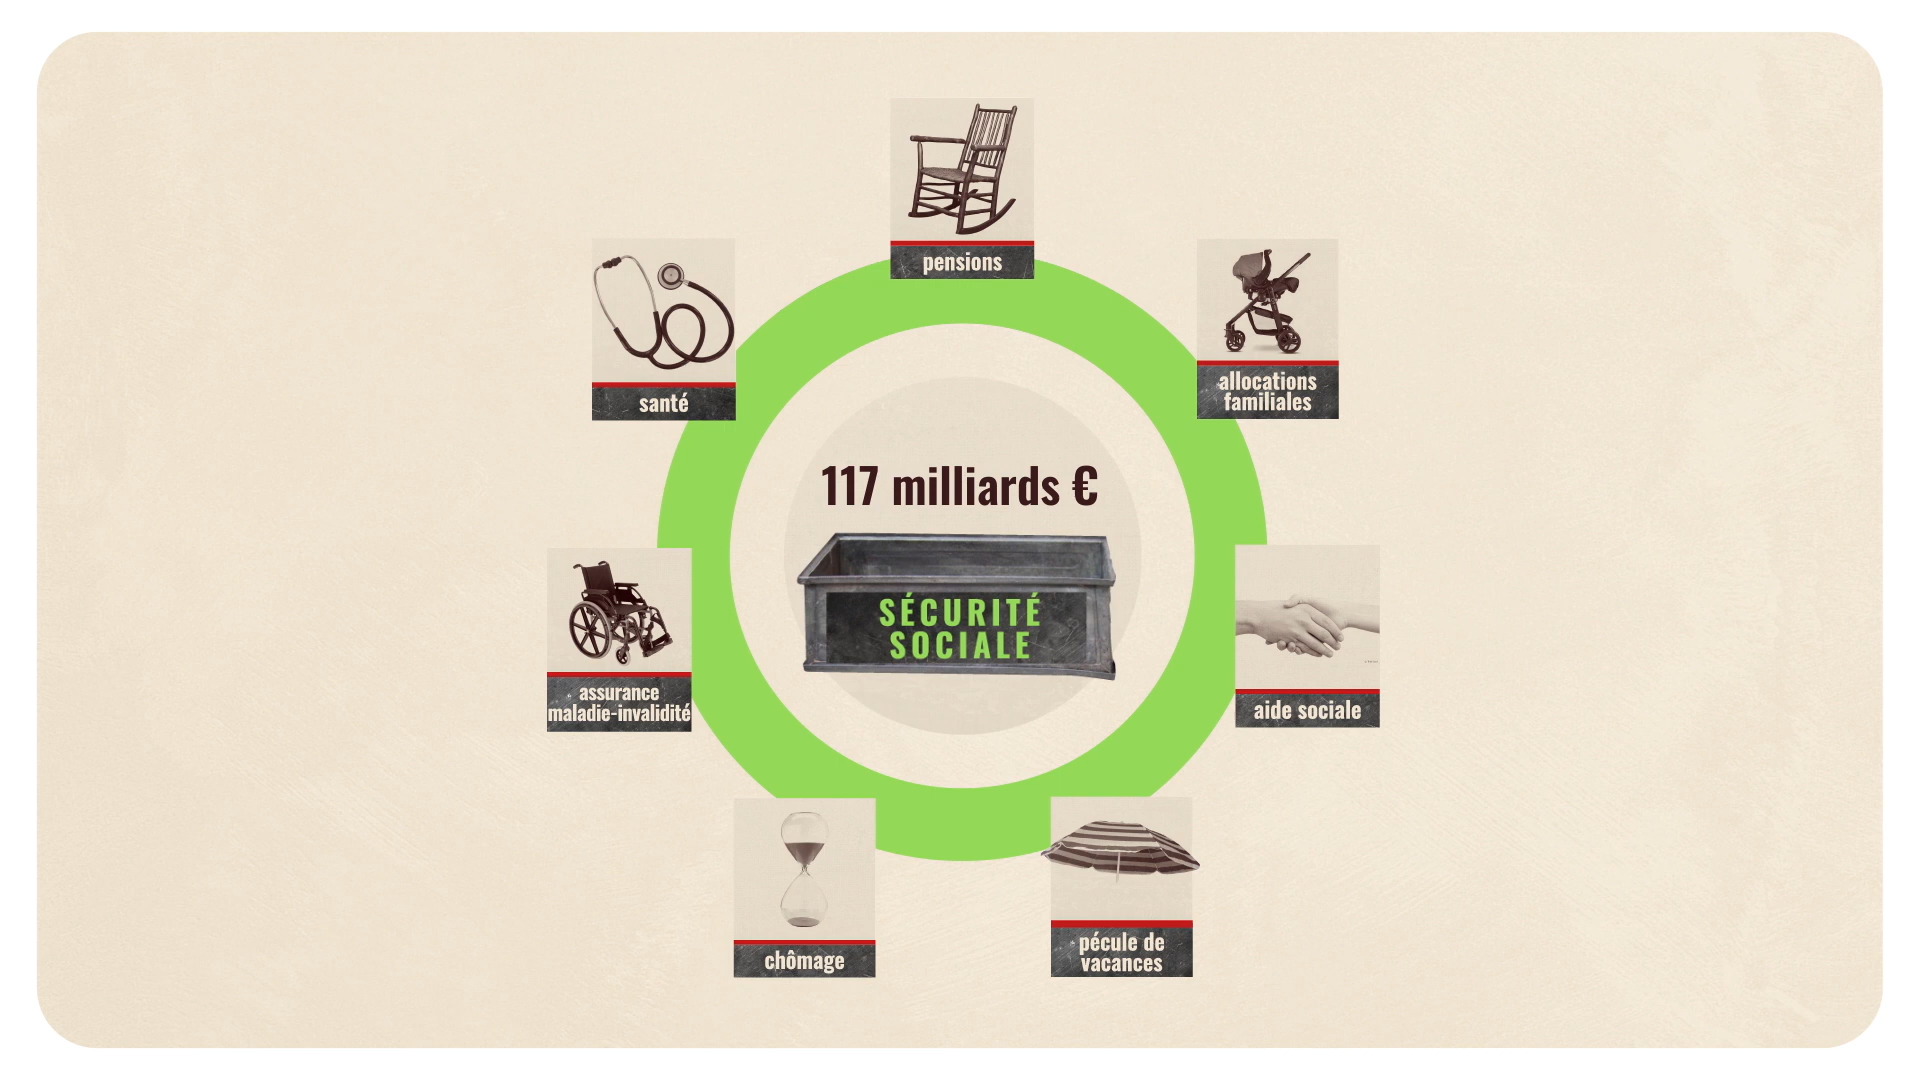 pensions
santé
allocations
familiales
117 milliards €
SÉCURITÉ
SOCIALE
assurance
maladie-invalidité
aide sociale
chômage
pécule de
vacances